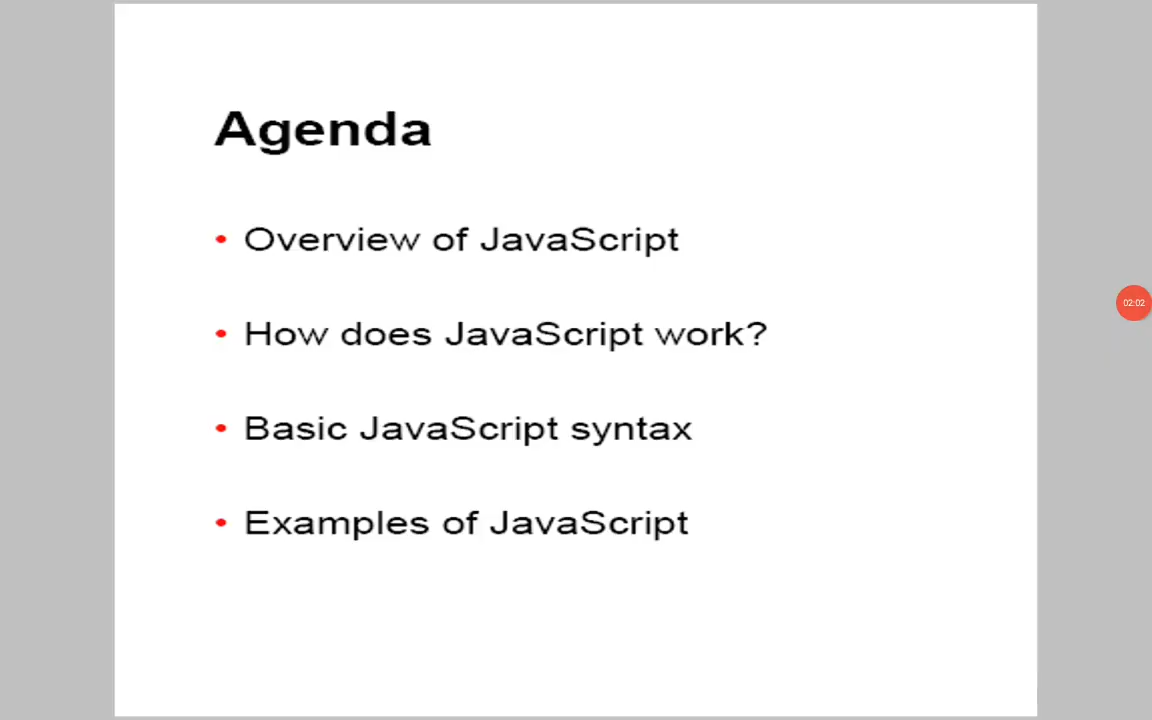 Agenda
• Overview of JavaScript
• How does JavaScript work?
• Basic JavaScript syntax
• Examples of JavaScript
02:02